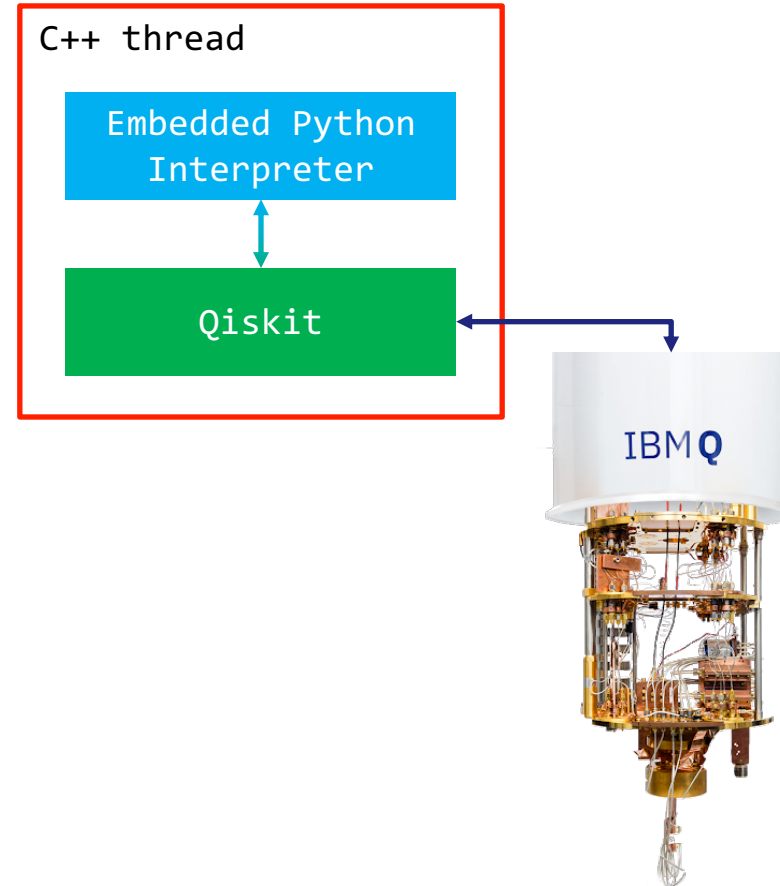 C++ thread
Embedded Python
Interpreter
Qiskit
IBM Q